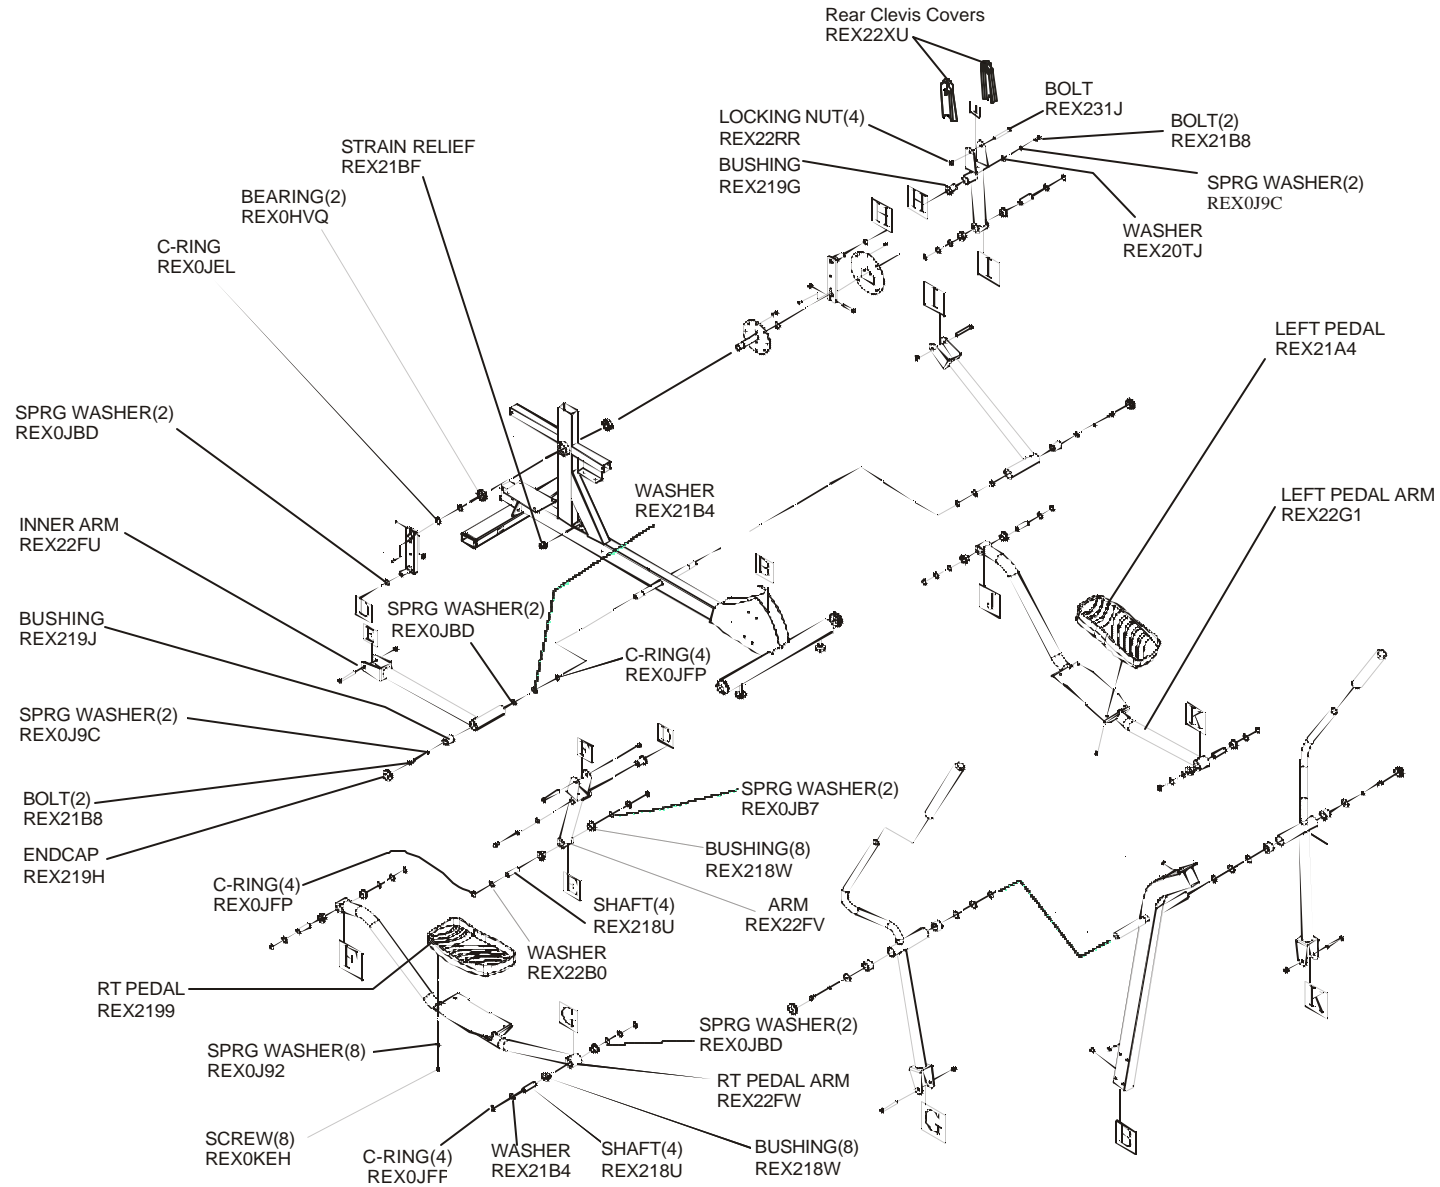 Rear Clevis Covers
REX22XU
BOLT
REX231J
LOCKING NUT(4)
REX22RR
BOLT(2)
REX21B8
BUSHING
REX219G
SPRG WASHER(2)
REX0J9C
WASHER
REX20TJ
STRAIN RELIEF
REX21BF
BEARING(2)
REX0HVQ
C-RING
REX0JEL
H
H
I
I
LEFT PEDAL
REX21A4
SPRG WASHER(2)
REX0JBD
WASHER
REX21B4
LEFT PEDAL ARM
REX22G1
INNER ARM
REX22FU
B
J
D
E
SPRG WASHER(2)
REX0JBD
BUSHING
REX219J
C-RING(4)
REX0JFP
SPRG WASHER(2)
REX0J9C
K
F
D
BOLT(2)
REX21B8
SPRG WASHER(2)
REX0JB7
ENDCAP
REX219H
BUSHING(8)
REX218W
C-RING(4)
REX0JFP
E
SHAFT(4)
REX218U
ARM
REX22FV
WASHER
REX22B0
F
RT PEDAL
REX2199
G
K
SPRG WASHER(2)
REX0JBD
SPRG WASHER(8)
REX0J92
RT PEDAL ARM
REX22FW
G
B
SCREW(8)
REX0KEH
C-RING(4)
REX0JFF
WASHER
REX21B4
SHAFT(4)
REX218U
BUSHING(8)
REX218W